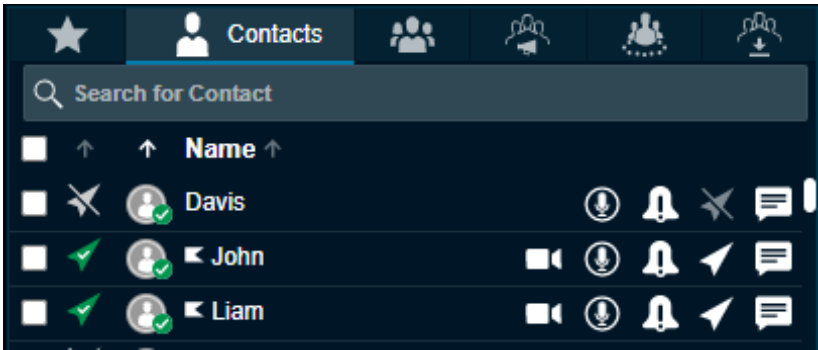 Contacts
Search for Contact
Name
Davis
John
Liam